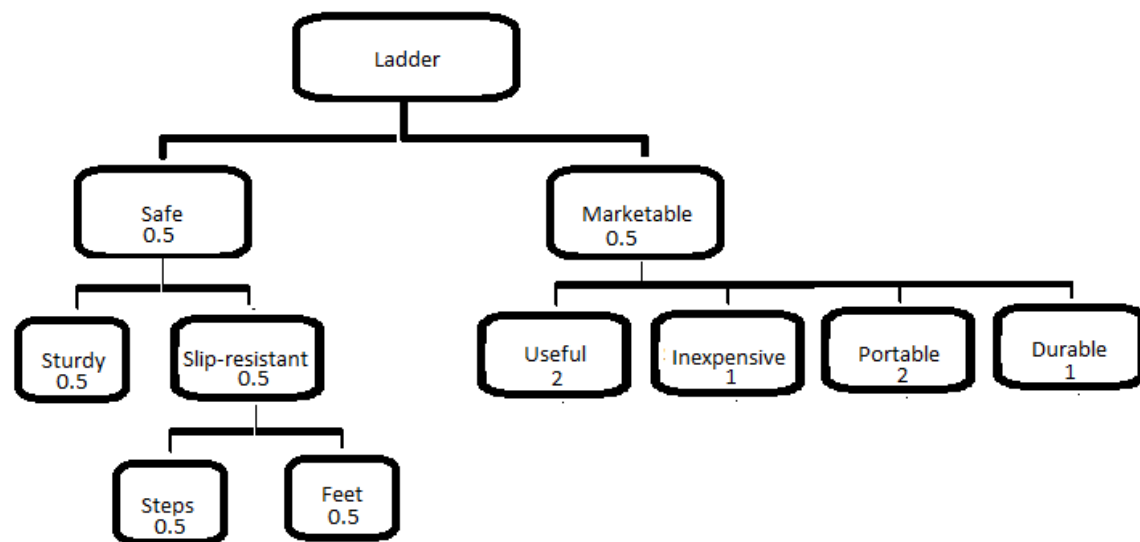 Ladder
Safe
0.5
Marketable
0.5
Sturdy
0.5
Slip-resistant
0.5
Useful
2
Inexpensive
1
Portable
2
Durable
1
Steps
0.5
Feet
0.5